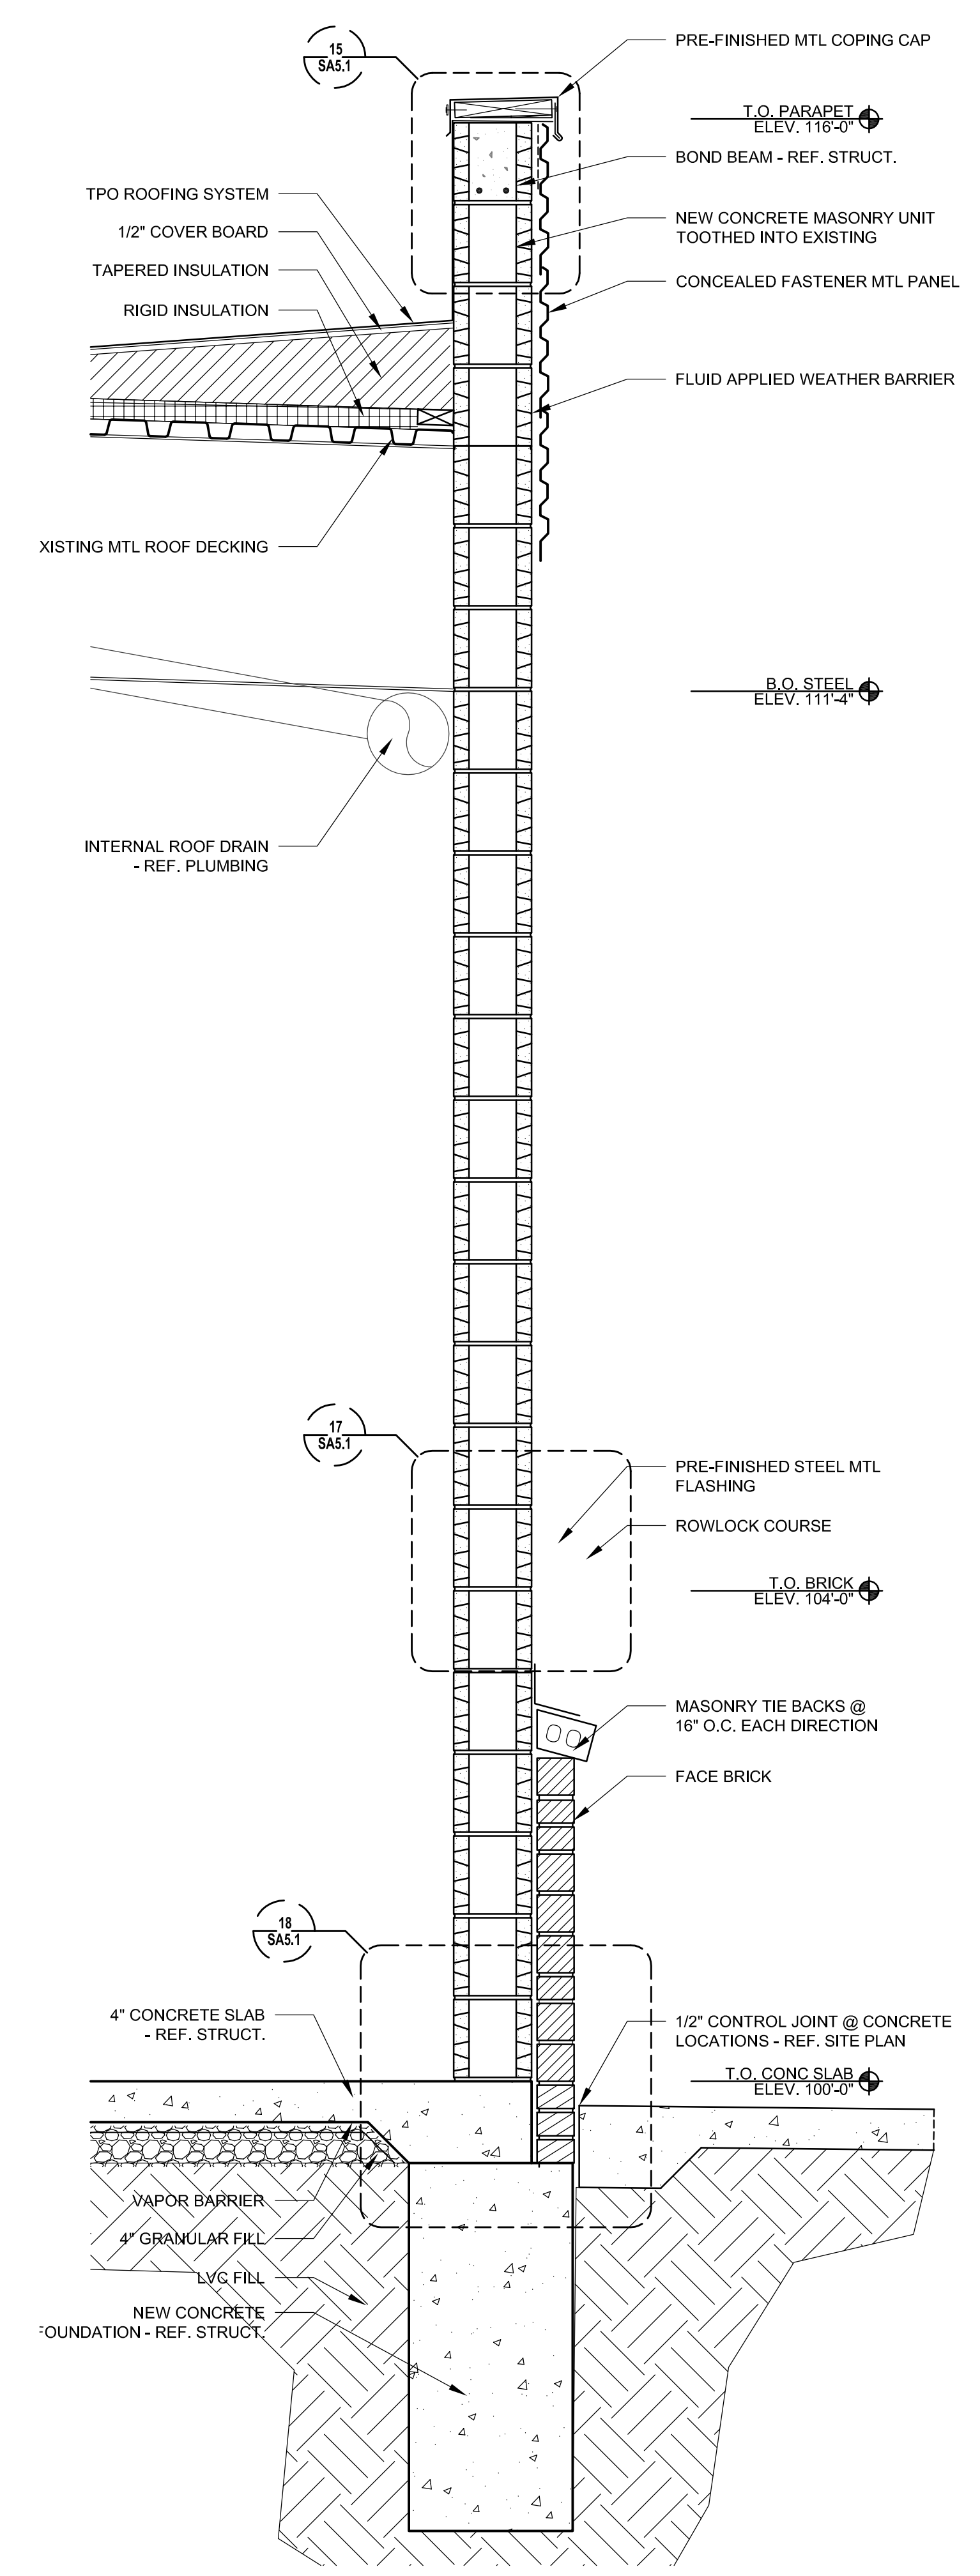 15
SA5.1
PRE-FINISHED MTL COPING CAP
T.O. PARAPET
ELEV. 116'-0"
BOND BEAM - REF. STRUCT.
TPO ROOFING SYSTEM
1/2" COVER BOARD
TAPERED INSULATION
RIGID INSULATION
NEW CONCRETE MASONRY UNIT
TOOTHED INTO EXISTING
CONCEALED FASTENER MTL PANEL
FLUID APPLIED WEATHER BARRIER
XISTING MTL ROOF DECKING
B.O. STEEL
ELEV. 111'-4"
INTERNAL ROOF DRAIN
- REF. PLUMBING
17
SA5.1
PRE-FINISHED STEEL MTL
FLASHING
ROWLOCK COURSE
T.O. BRICK
ELEV. 104'-0"
MASONRY TIE BACKS @
16" O.C. EACH DIRECTION
FACE BRICK
18
SA5.1
4" CONCRETE SLAB
- REF. STRUCT.
1/2" CONTROL JOINT @ CONCRETE
LOCATIONS - REF. SITE PLAN
T.O. CONC SLAB
ELEV. 100'-0"
VAPOR BARRIER
4" GRANULAR FILL
LVC FILL
NEW CONCRETE
FOUNDATION - REF. STRUCT.